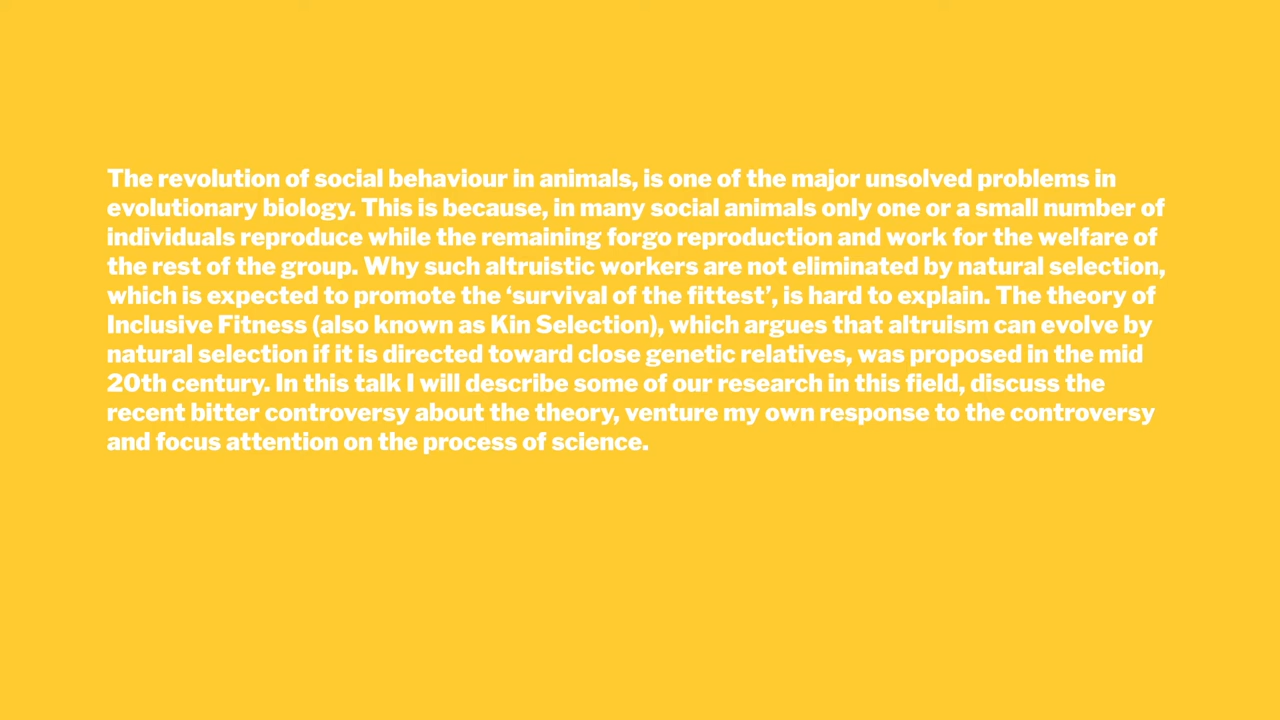 The revolution of social behaviour in animals, is one of the major unsolved problems in
evolutionary biology. This is because, in many social animals only one or a small number of
individuals reproduce while the remaining forgo reproduction and work for the welfare of
the rest of the group. Why such altruistic workers are not eliminated by natural selection,
which is expected to promote the ‘survival of the fittest’, is hard to explain. The theory of
Inclusive Fitness (also known as Kin Selection), which argues that altruism can evolve by
natural selection if it is directed toward close genetic relatives, was proposed in the mid
20th century. In this talk I will describe some of our research in this field, discuss the
recent bitter controversy about the theory, venture my own response to the controversy
and focus attention on the process of science.